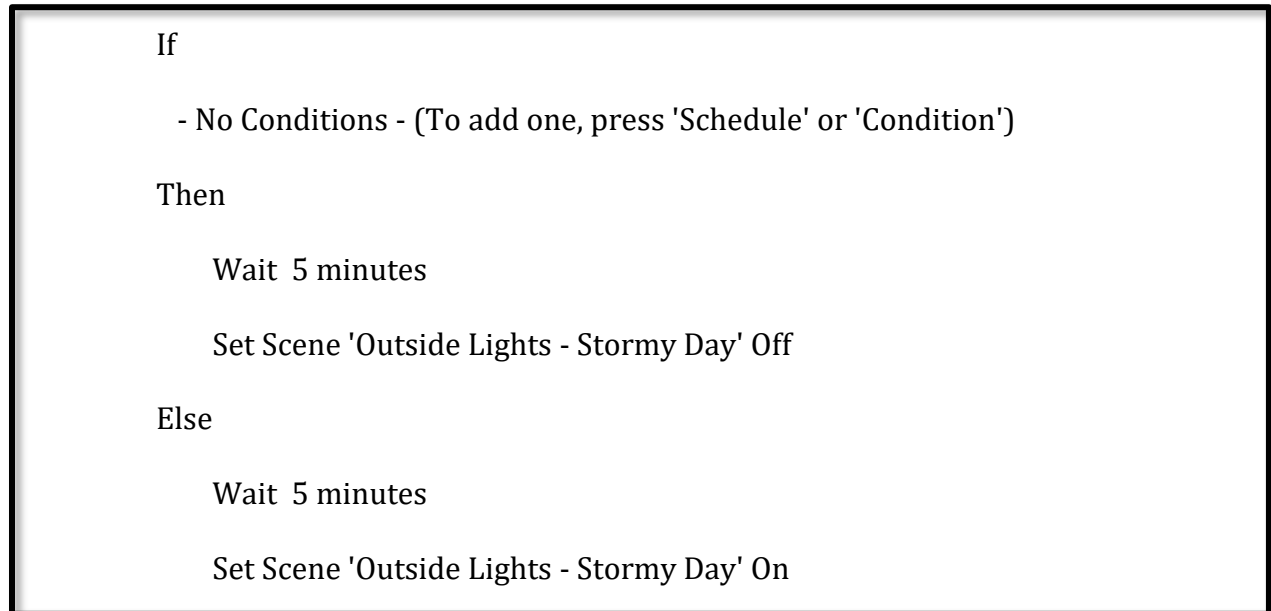 If
- No Conditions - (To add one, press 'Schedule' or 'Condition')
Then
Wait  5 minutes
Set Scene 'Outside Lights - Stormy Day' Off
Else
Wait  5 minutes
Set Scene 'Outside Lights - Stormy Day' On